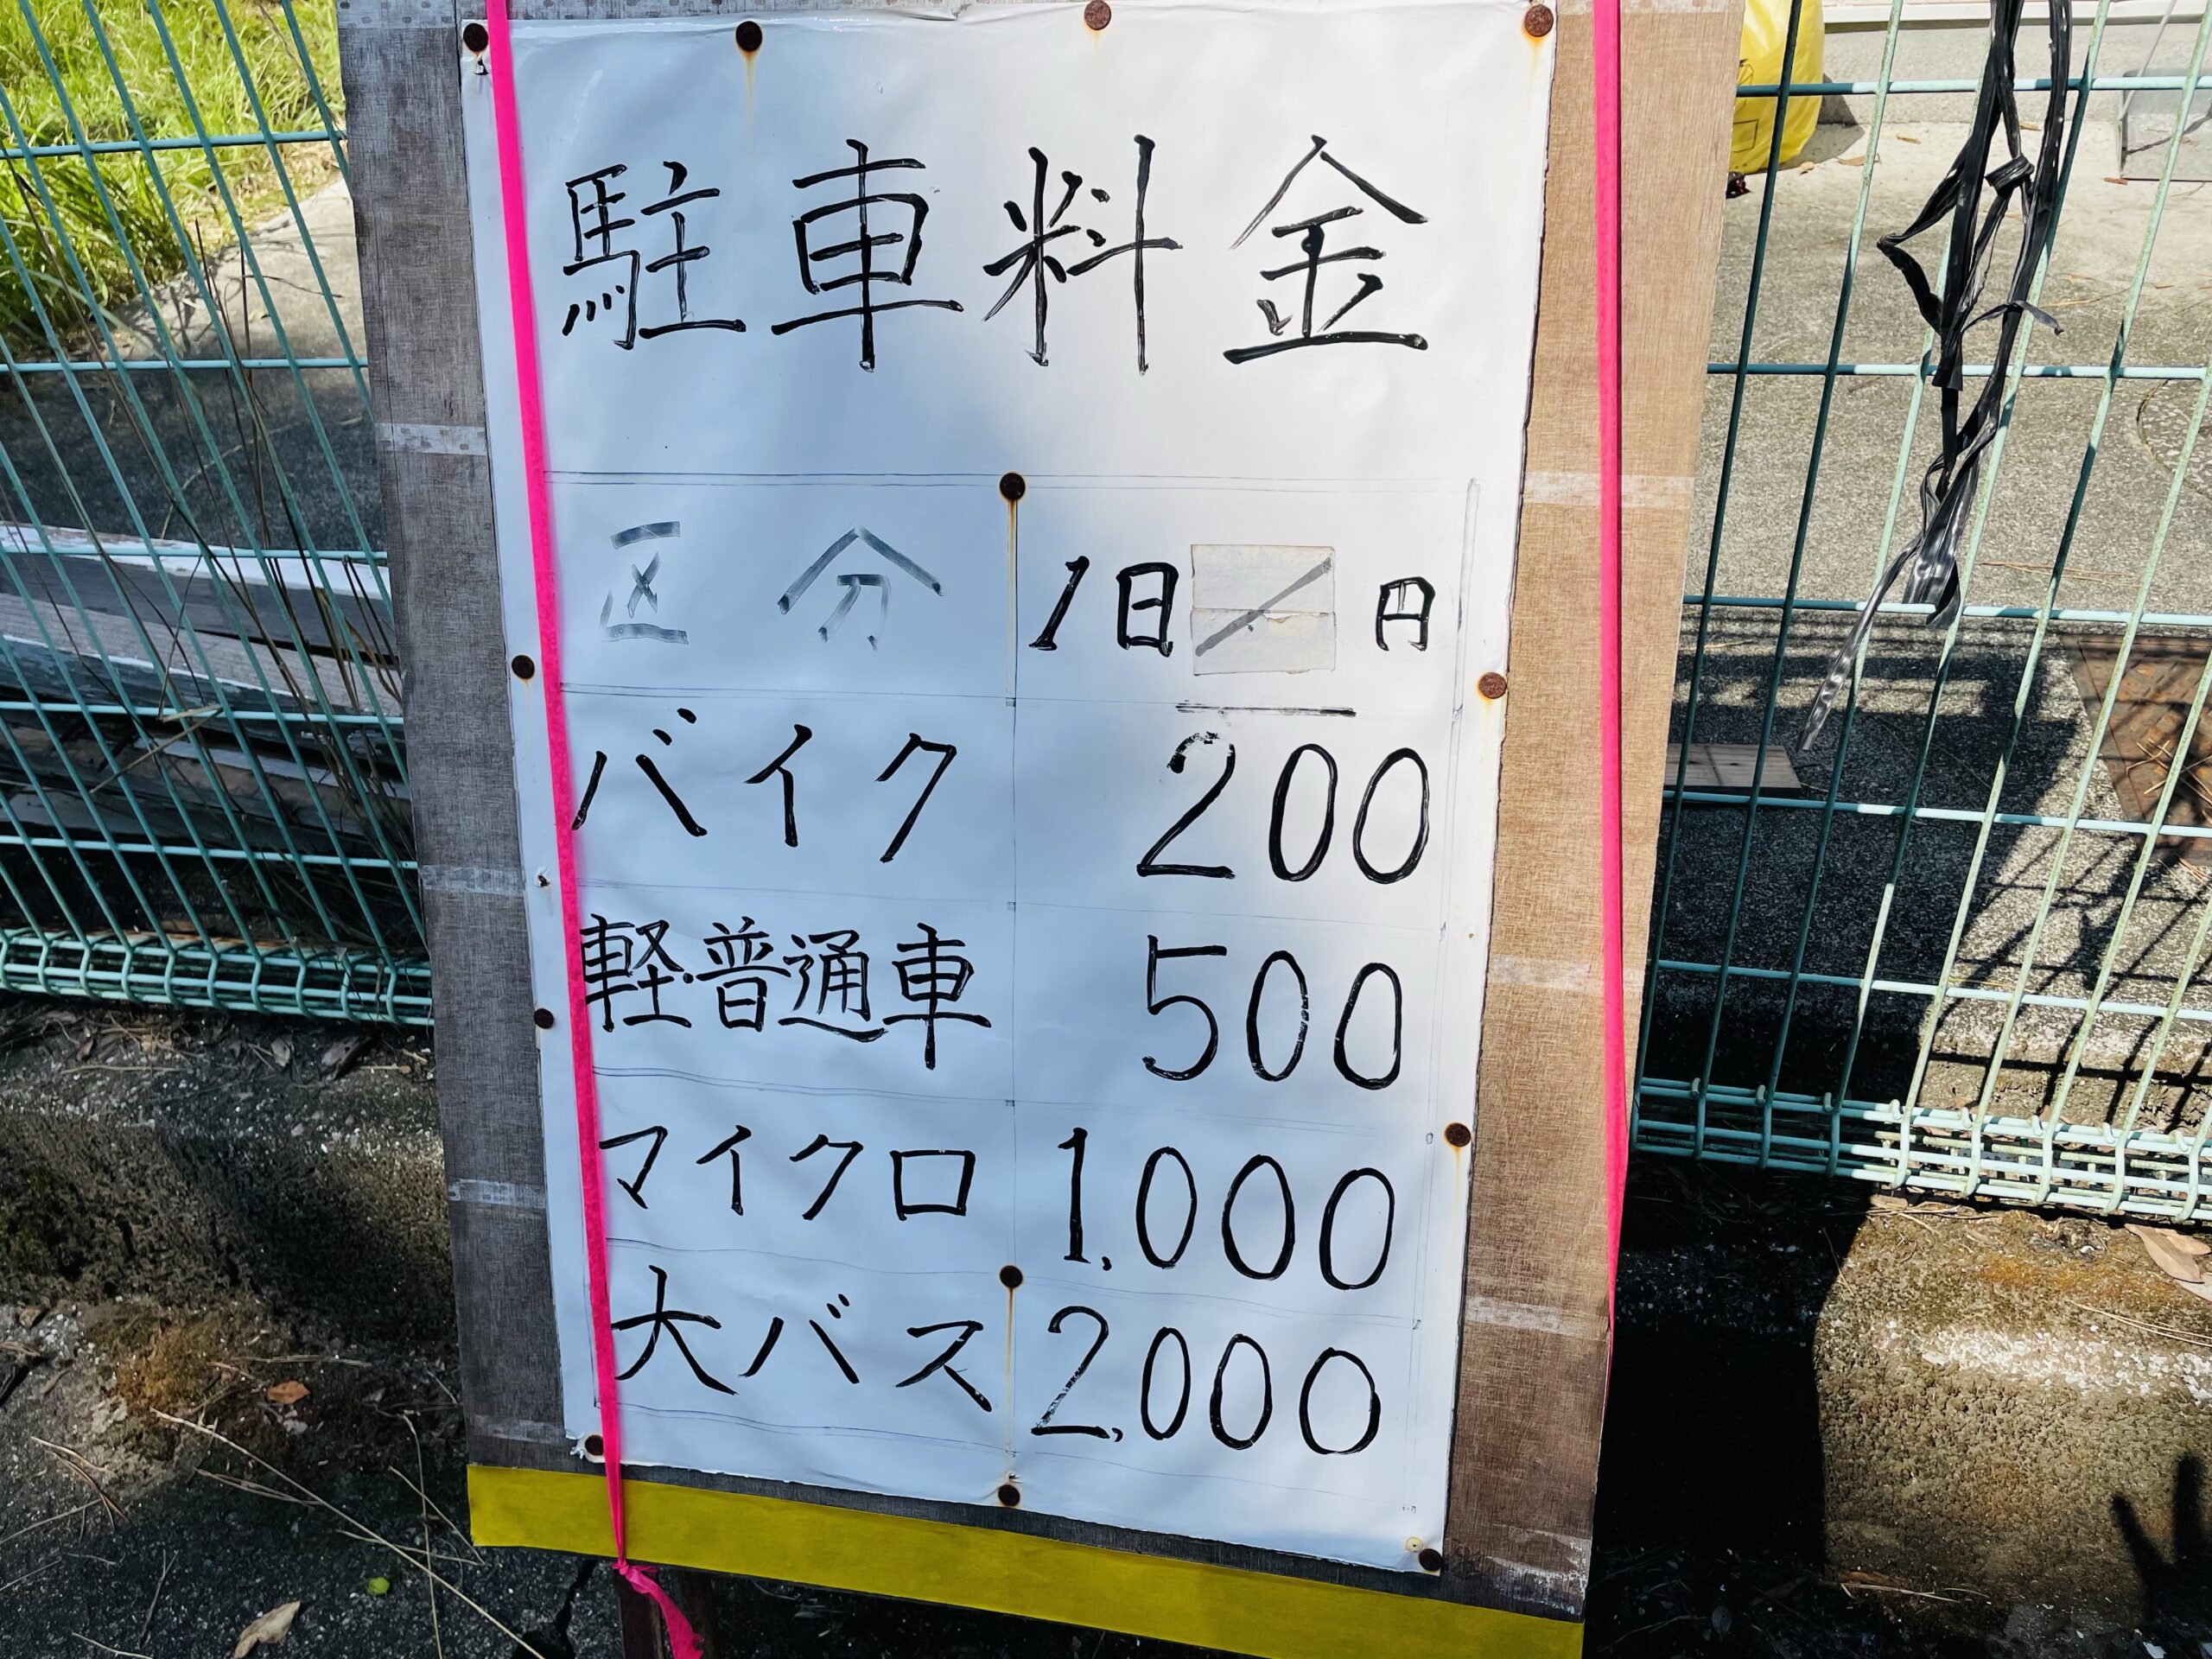 駐車料金
区分 1日/円
バイク 200
軽・普通車 500
マイクロ 1,000
大バス 2,000